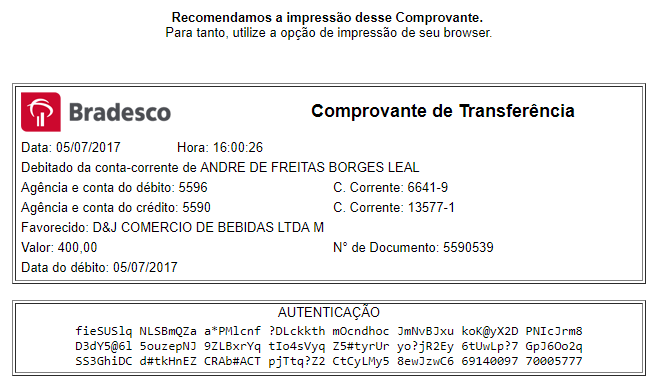 Recomendamos a impressão desse Comprovante.
Para tanto, utilize a opção de impressão de seu browser.
Bradesco
Comprovante de Transferência
Data: 05/07/2017 Hora: 16:00:26
Debitado da conta-corrente de ANDRE DE FREITAS BORGES LEAL
Agência e conta do débito: 5596 C. Corrente: 6641-9
Agência e conta do crédito: 5590 C. Corrente: 13577-1
Favorecido: D&J COMERCIO DE BEBIDAS LTDA M
Valor: 400,00 N° de Documento: 5590539
Data do débito: 05/07/2017
AUTENTICAÇÃO
fieSUSlq NLSBmQZa a*PMlcnf ?DLckkth mOcndhoc JmNvBJxu koK@yX2D PNIcJrm8
D3dY5@6l 5ouzepNJ 9ZLBxrYq tIo4sVyq Z5#tyrUr yo?jR2Ey 6tUwLp?7 GpJ6Oo2q
SS3GhiDC d#tkHnEZ CRAb#ACT pjTtq?Z2 CtCyLMy5 8ewJzwC6 69140097 70005777